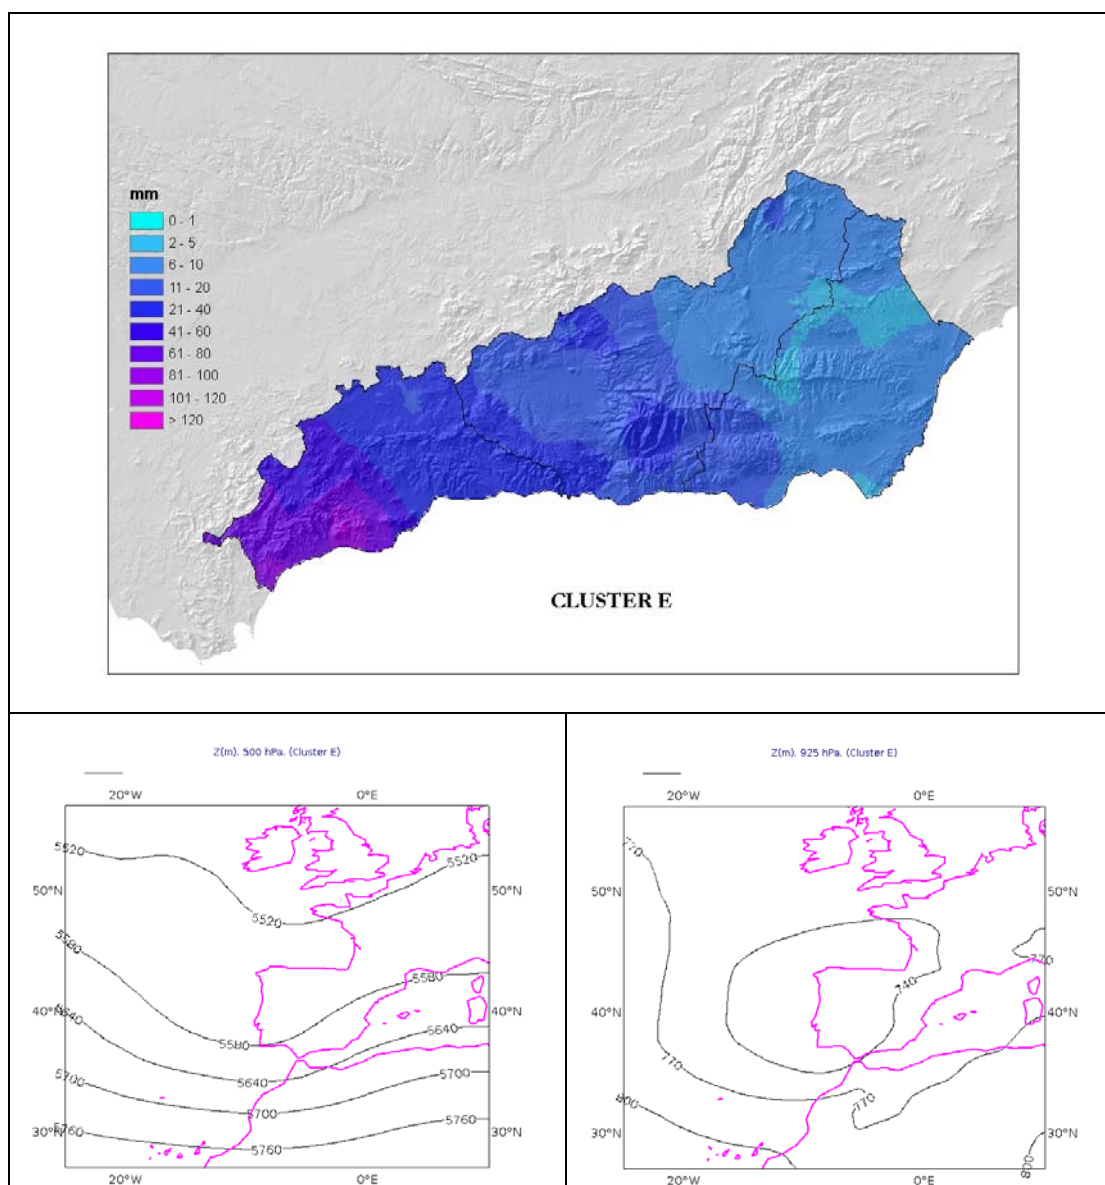 mm
0 - 1
2 - 5
6 - 10
11 - 20
21 - 40
41 - 60
61 - 80
81 - 100
101 - 120
> 120
CLUSTER E
Z(m). 500 hPa. (Cluster E)
20°W 0°E
5520
5520
50°N 50°N
5520
5580
5580
40°N 40°N
5640
5640
5580
5700
5640
5700
5700
30°N 30°N
5760
5760
5760
20°W 0°E
Z(m). 925 hPa. (Cluster E)
20°W 0°E
770
50°N 50°N
770
740
40°N 40°N
770
800
770
30°N 30°N
800
20°W 0°E